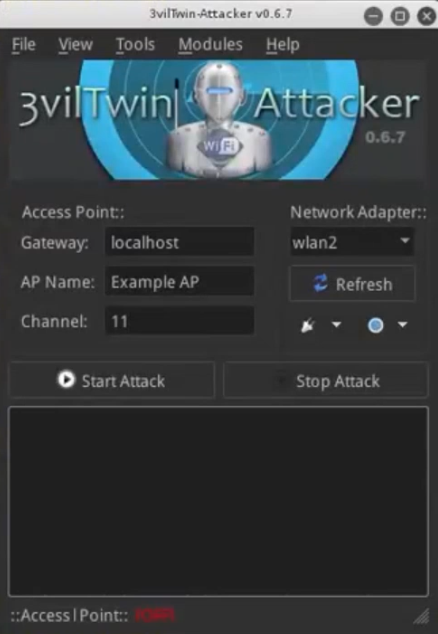 3vilTwin-Attacker v0.6.7
File View Tools Modules Help
3vilTwin| Attacker
WiFi
0.6.7
Access Point:: Network Adapter::
Gateway: localhost wlan2
AP Name: Example AP Refresh
Channel: 11
Start Attack Stop Attack
::Access|Point::